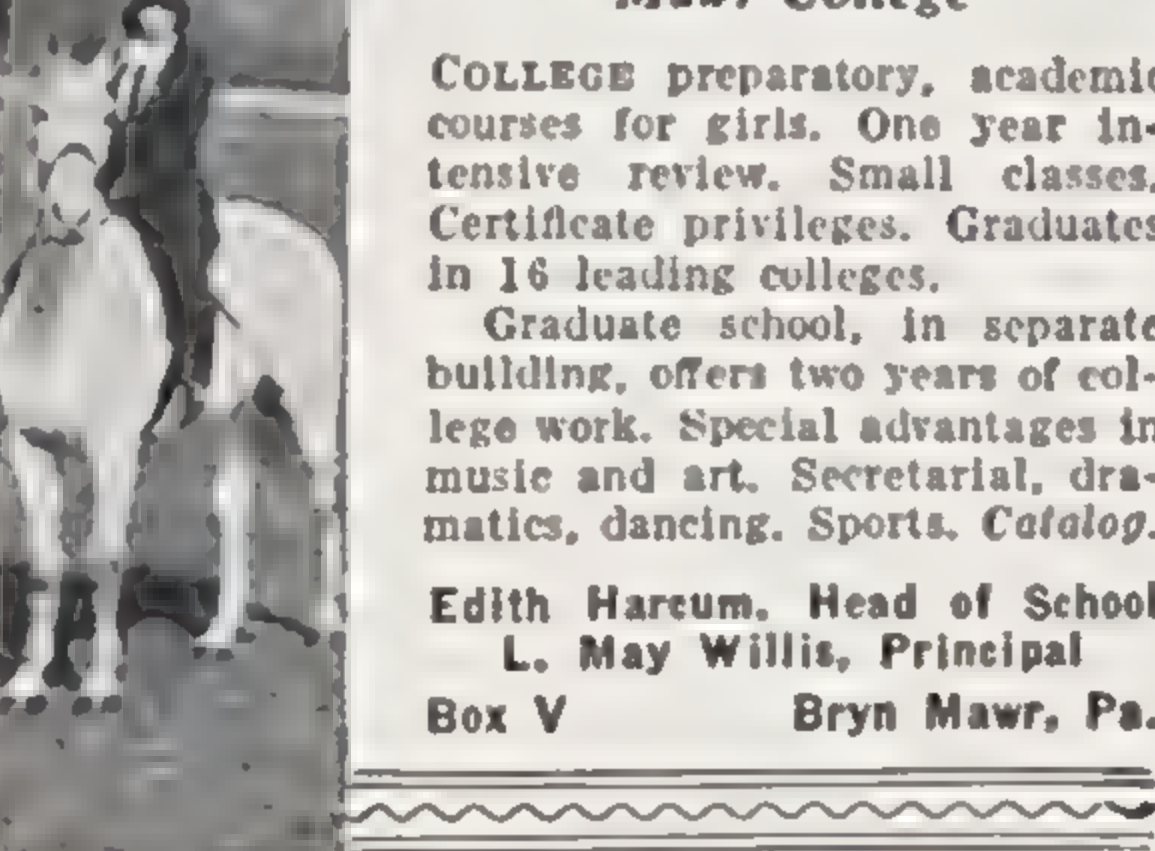 Mawr College
COLLEGE preparatory, academic
courses for girls. One year in-
tensive review. Small classes.
Certificate privileges. Graduates
in 16 leading colleges.
Graduate school, in separate
building, offers two years of col-
lege work. Special advantages in
music and art. Secretarial, dra-
matics, dancing. Sports. Catalog.
Edith Harcum, Head of School
L. May Willis, Principal
Box V Bryn Mawr, Pa.